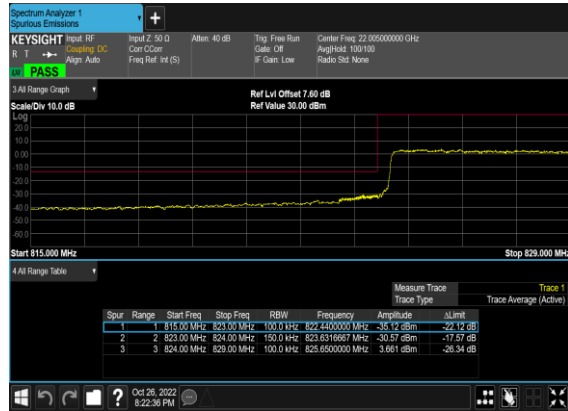 Spectrum Analyzer 1
Spurious Emissions
KEYSIGHT Input: RF Input Z: 50 Ω Atten: 40 dB Trig: Free Run Center Freq: 22.005000000 GHz
R T Coupling: DC Corr CCorr Gate: Off Avg|Hold: 100/100
Align: Auto Freq Ref: Int (S) IF Gain: Low Radio Std: None
PASS
3 All Range Graph
Ref Lvl Offset 7.60 dB
Scale/Div 10.0 dB Ref Value 30.00 dBm
Log
20.0
10.0
0.00
-10.0
-20.0
-30.0
-40.0
-50.0
-60.0
Start 815.000 MHz Stop 829.000 MHz
4 All Range Table
Measure Trace Trace 1
Trace Type Trace Average (Active)
Spur Range Start Freq Stop Freq RBW Frequency Amplitude ΔLimit
1 1 815.00 MHz 823.00 MHz 100.0 kHz 822.4400000 MHz -35.12 dBm -22.12 dB
2 2 823.00 MHz 824.00 MHz 150.0 kHz 823.6316667 MHz -30.57 dBm -17.57 dB
3 3 824.00 MHz 829.00 MHz 100.0 kHz 825.6500000 MHz 3.661 dBm -26.34 dB
? Oct 26, 2022
8:22:36 PM